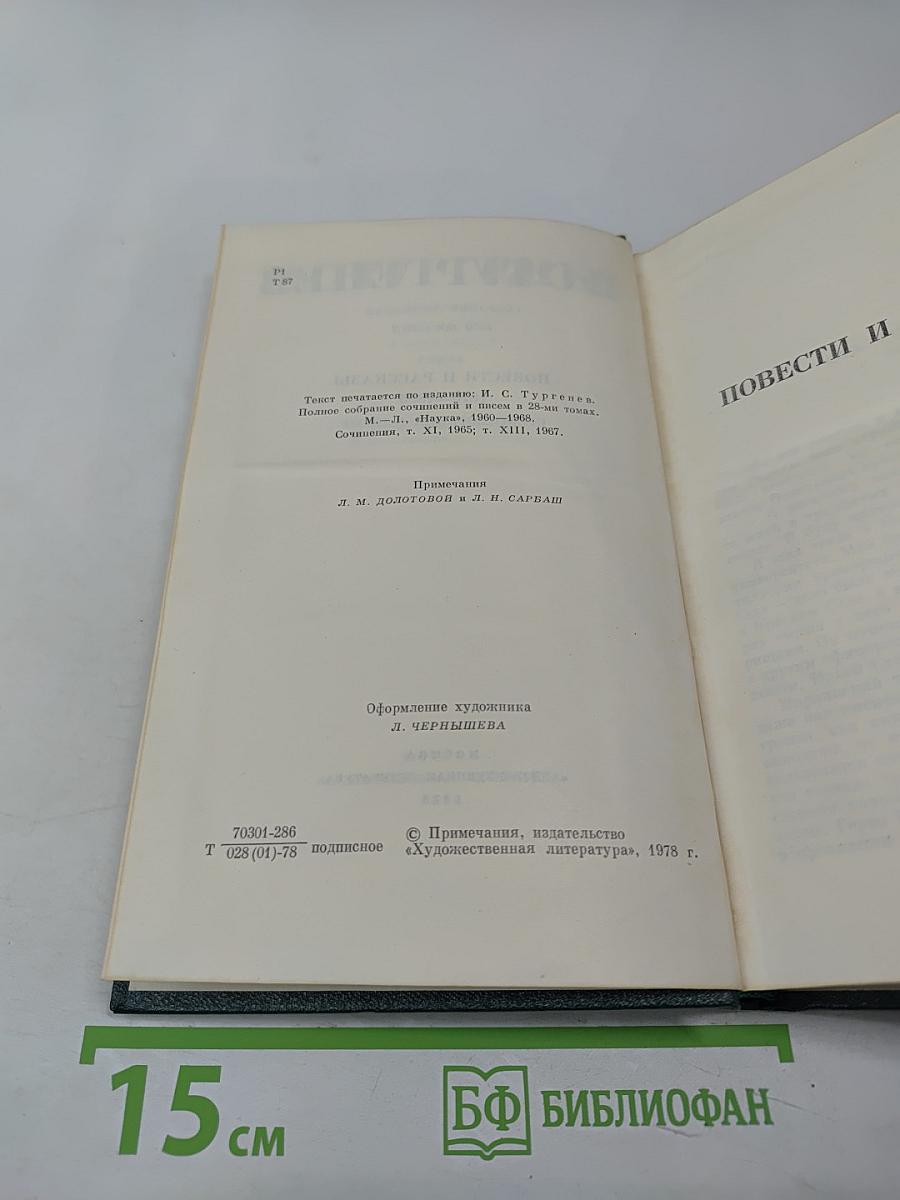 Р1
Т 87
Текст печатается по изданию: И. С. Тургенев.
Полное собрание сочинений и писем в 28-ми томах.
М.—Л., «Наука», 1960—1968.
Сочинения, т. XI, 1965; т. XIII, 1967.
Примечания
Л. М. ДОЛОТОВОЙ и Л. Н. САРБАШ
Оформление художника
Л. ЧЕРНЫШЕВА
Т 70301-286 / 028(01)-78 подписное
© Примечания, издательство
«Художественная литература», 1978 г.
ПОВЕСТИ И
15 см
БФ БИБЛИОФАН